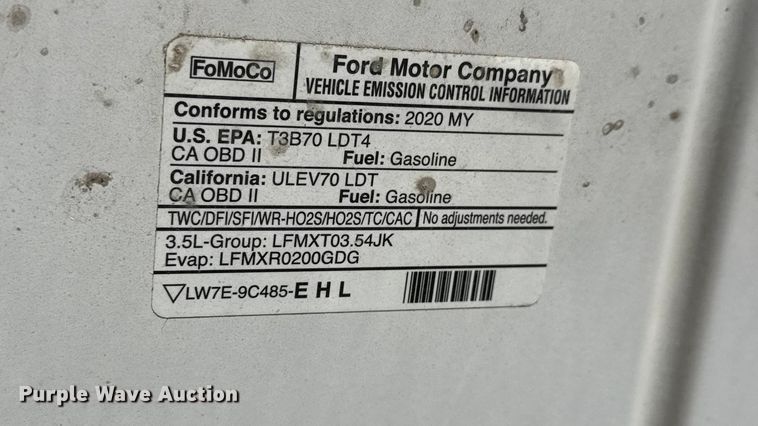 FoMoCo
Ford Motor Company
VEHICLE EMISSION CONTROL INFORMATION
Conforms to regulations: 2020 MY
U.S. EPA: T3B70 LDT4
CA OBD II Fuel: Gasoline
California: ULEV70 LDT
CA OBD II Fuel: Gasoline
TWC/DFI/SFI/WR-HO2S/HO2S/TC/CAC No adjustments needed.
3.5L-Group: LFMXT03.54JK
Evap: LFMXR0200GDG
LW7E-9C485-E H L
Purple Wave Auction